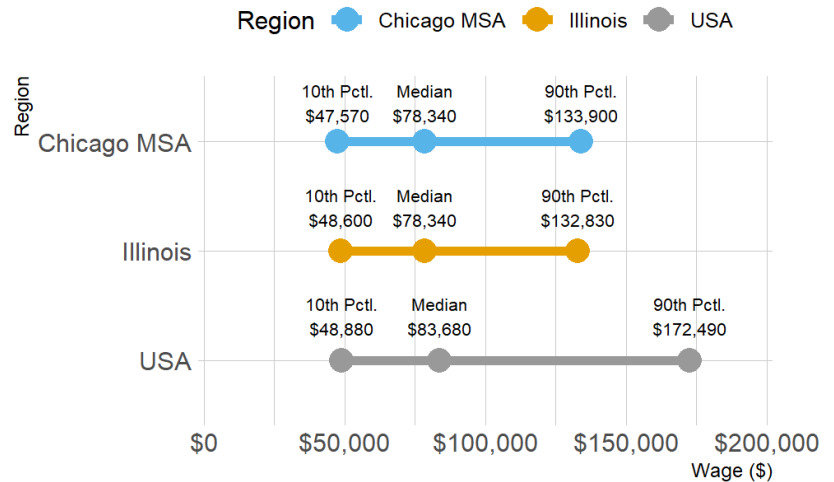 Region Chicago MSA Illinois USA
Region
10th Pctl. Median 90th Pctl.
$47,570 $78,340 $133,900
Chicago MSA
10th Pctl. Median 90th Pctl.
$48,600 $78,340 $132,830
Illinois
10th Pctl. Median 90th Pctl.
$48,880 $83,680 $172,490
USA
$0 $50,000 $100,000 $150,000 $200,000
Wage ($)